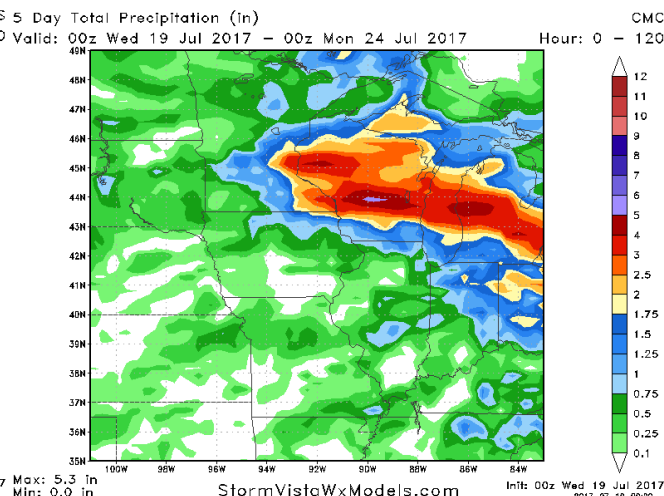 S 5 Day Total Precipitation (in) CMC
Valid: 00z Wed 19 Jul 2017 — 00z Mon 24 Jul 2017 Hour: 0 — 120
49N
48N
47N
46N
45N
44N
43N
42N
41N
40N
39N
38N
37N
36N
35N
100W 98W 96W 94W 92W 90W 88W 86W 84W
12
11
10
9
8
7
6
5
4
3
2.5
2
1.75
1.5
1.25
1
0.75
0.5
0.25
0.1
Max: 5.3 in
Min: 0.0 in
StormVistaWxModels.com
Init: 00z Wed 19 Jul 2017